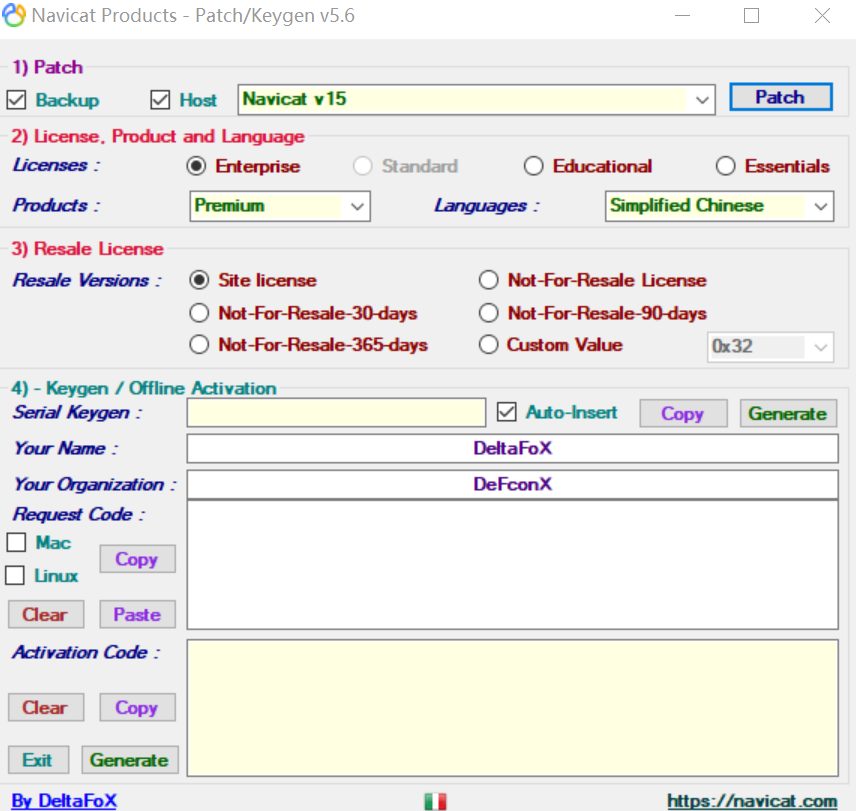 Navicat Products - Patch/Keygen v5.6
1) Patch
Backup Host Navicat v15 Patch
2) License, Product and Language
Licenses : Enterprise Standard Educational Essentials
Products : Premium Languages : Simplified Chinese
3) Resale License
Resale Versions : Site license Not-For-Resale License
Not-For-Resale-30-days Not-For-Resale-90-days
Not-For-Resale-365-days Custom Value 0x32
4) - Keygen / Offline Activation
Serial Keygen : Auto-Insert Copy Generate
Your Name : DeltaFoX
Your Organization : DeFconX
Request Code :
Mac
Copy
Linux
Clear Paste
Activation Code :
Clear Copy
Exit Generate
By DeltaFoX https://navicat.com